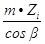 m • Z_i
cos β